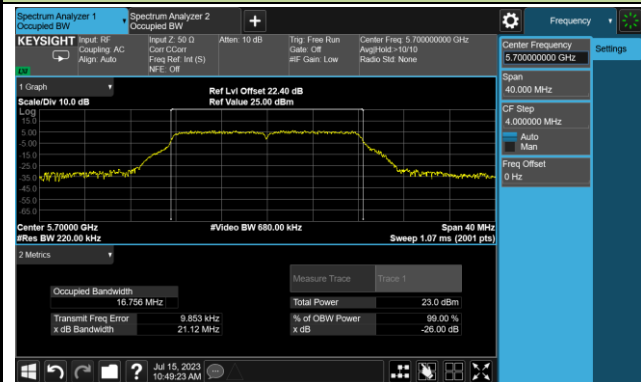 Spectrum Analyzer 1
Occupied BW
Spectrum Analyzer 2
Occupied BW
Frequency
KEYSIGHT
Input: RF
Coupling: AC
Align: Auto
Input Z: 50 Ω
Corr CCorr
Freq Ref: Int (S)
NFE: Off
Atten: 10 dB
Trig: Free Run
Gate: Off
#IF Gain: Low
Center Freq: 5.700000000 GHz
Avg|Hold:>10/10
Radio Std: None
Center Frequency
5.700000000 GHz
Settings
Span
40.000 MHz
CF Step
4.000000 MHz
Auto
Man
Freq Offset
0 Hz
1 Graph
Scale/Div 10.0 dB
Ref Lvl Offset 22.40 dB
Ref Value 25.00 dBm
Log
15.0
5.00
-5.00
-15.0
-25.0
-35.0
-45.0
-55.0
-65.0
Center 5.70000 GHz
#Res BW 220.00 kHz
#Video BW 680.00 kHz
Span 40 MHz
Sweep 1.07 ms (2001 pts)
2 Metrics
Measure Trace
Trace 1
Occupied Bandwidth
16.756 MHz
Total Power
23.0 dBm
Transmit Freq Error
9.853 kHz
% of OBW Power
99.00 %
x dB Bandwidth
21.12 MHz
x dB
-26.00 dB
?
Jul 15, 2023
10:49:23 AM